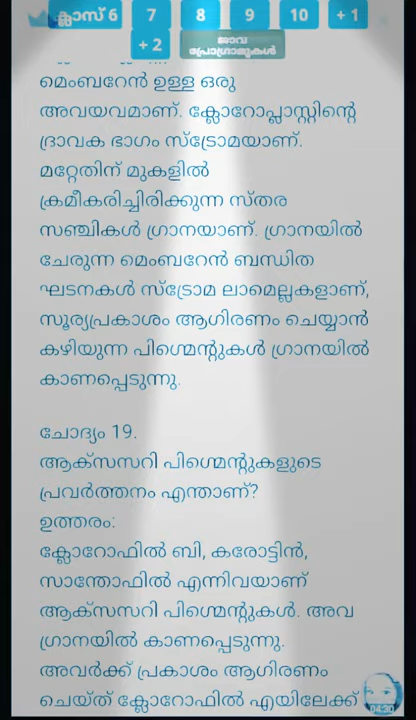 ക്ലാസ് 6 7 8 9 10 +1
+2 ജാവ പ്രോഗ്രാമുകൾ
മെംബറേൻ ഉള്ള ഒരു
അവയവമാണ്. ക്ലോറോപ്ലാസ്റ്റിന്റെ
ദ്രാവക ഭാഗം സ്ട്രോമയാണ്.
മറ്റേതിന് മുകളിൽ
ക്രമീകരിച്ചിരിക്കുന്ന സ്തര
സഞ്ചികൾ ഗ്രാനയാണ്. ഗ്രാനയിൽ
ചേരുന്ന മെംബറേൻ ബന്ധിത
ഘടനകൾ സ്ട്രോമ ലാമെല്ലകളാണ്,
സൂര്യപ്രകാശം ആഗിരണം ചെയ്യാൻ
കഴിയുന്ന പിഗ്മെന്റുകൾ ഗ്രാനയിൽ
കാണപ്പെടുന്നു.
ചോദ്യം 19.
ആക്സസറി പിഗ്മെന്റുകളുടെ
പ്രവർത്തനം എന്താണ്?
ഉത്തരം:
ക്ലോറോഫിൽ ബി, കരോട്ടിൻ,
സാന്തോഫിൽ എന്നിവയാണ്
ആക്സസറി പിഗ്മെന്റുകൾ. അവ
ഗ്രാനയിൽ കാണപ്പെടുന്നു.
അവർക്ക് പ്രകാശം ആഗിരണം
ചെയ്ത് ക്ലോറോഫിൽ എയിലേക്ക്
04:20